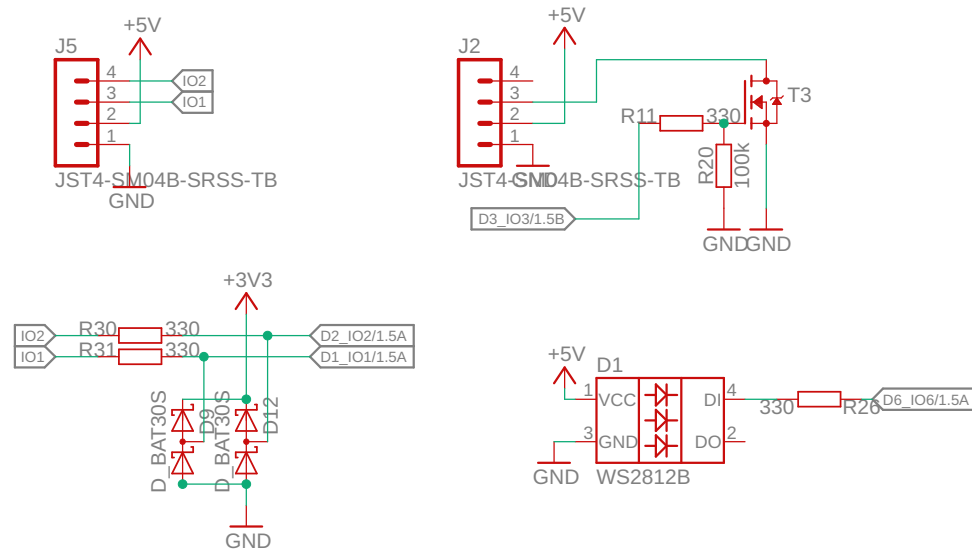 +5V
J5
4
3
2
1
IO2
IO1
JST4-SM04B-SRSS-TB
GND
+5V
J2
4
3
2
1
T3
R11
330
R20
100k
JST4-SM04B-SRSS-TB
GND
D3_IO3/1.5B
GND
GND
+3V3
IO2
R30
330
D2_IO2/1.5A
IO1
R31
330
D1_IO1/1.5A
D_BAT30S
D9
D_BAT30S
D12
GND
+5V
D1
1
VCC
DI
4
330
R26
D6_IO6/1.5A
3
GND
DO
2
GND
WS2812B